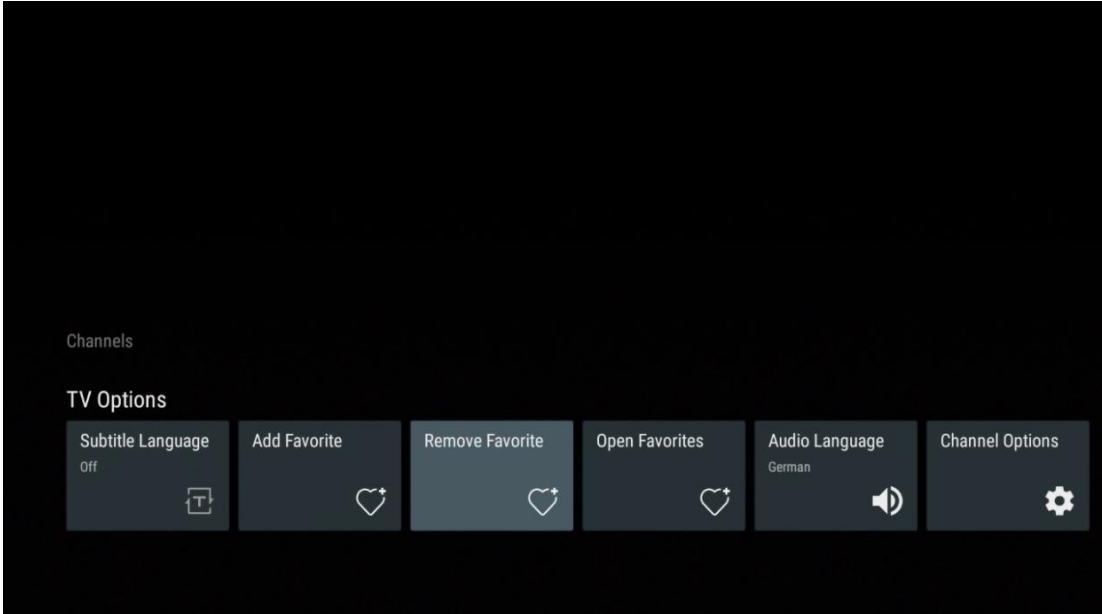 Channels
TV Options
Subtitle Language
Off
Add Favorite
Remove Favorite
Open Favorites
Audio Language
German
Channel Options